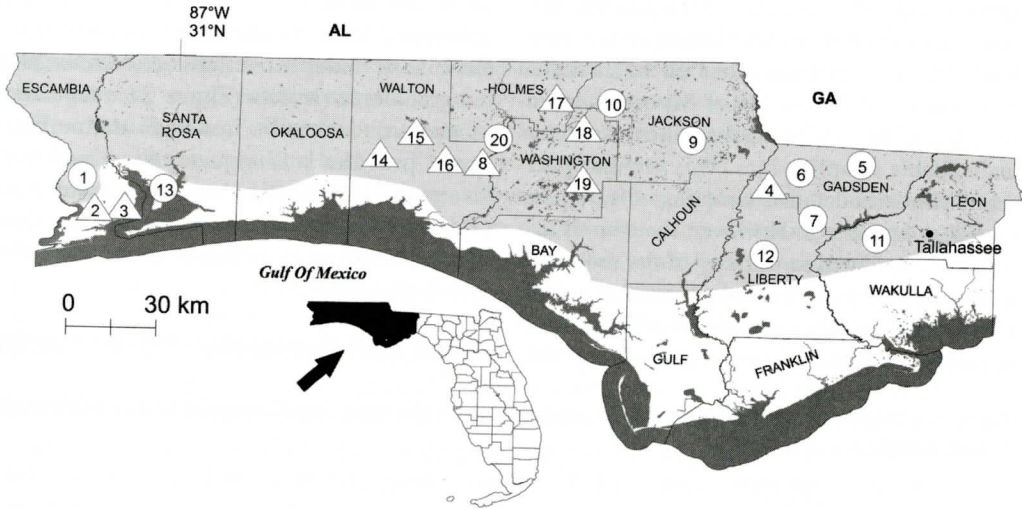 87°W
31°N
AL
ESCAMBIA
SANTA
ROSA
OKALOOSA
WALTON
HOLMES
17
10
JACKSON
GA
15
20
18
9
14
16
8
WASHINGTON
19
1
2
3
13
4
6
5
GADSDEN
7
LEON
11
Tallahassee
12
LIBERTY
CALHOUN
BAY
WAKULLA
Gulf Of Mexico
0 30 km
GULF
FRANKLIN